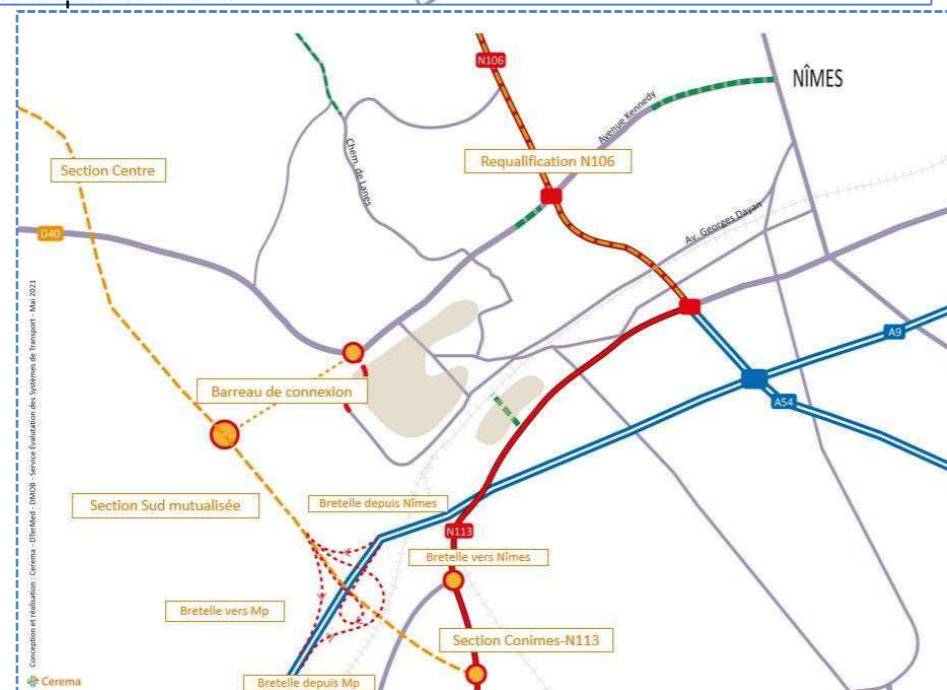 N106
NÎMES
Avenue Kennedy
Requalification N106
Section Centre
Chem. de Lanes
Av. Georges Dayan
D40
A9
Barreau de connexion
A54
Section Sud mutualisée
Bretelle depuis Nîmes
N113
Bretelle vers Nîmes
Bretelle vers Mp
Section Conimes-N113
Bretelle depuis Mp
Conception et réalisation : Cerema - DTerMed - DMOB - Service Evalutation des Systèmes de Transport - Mai 2021
Cerema